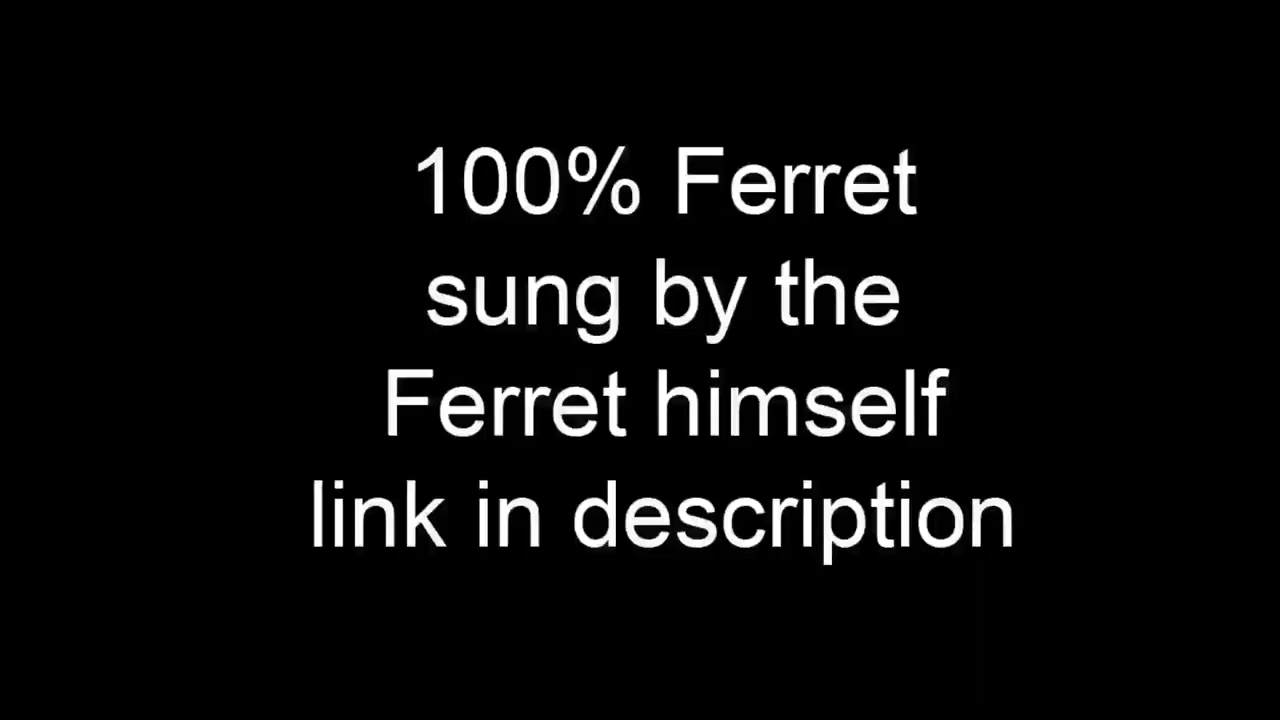 100% Ferret
sung by the
Ferret himself
link in description